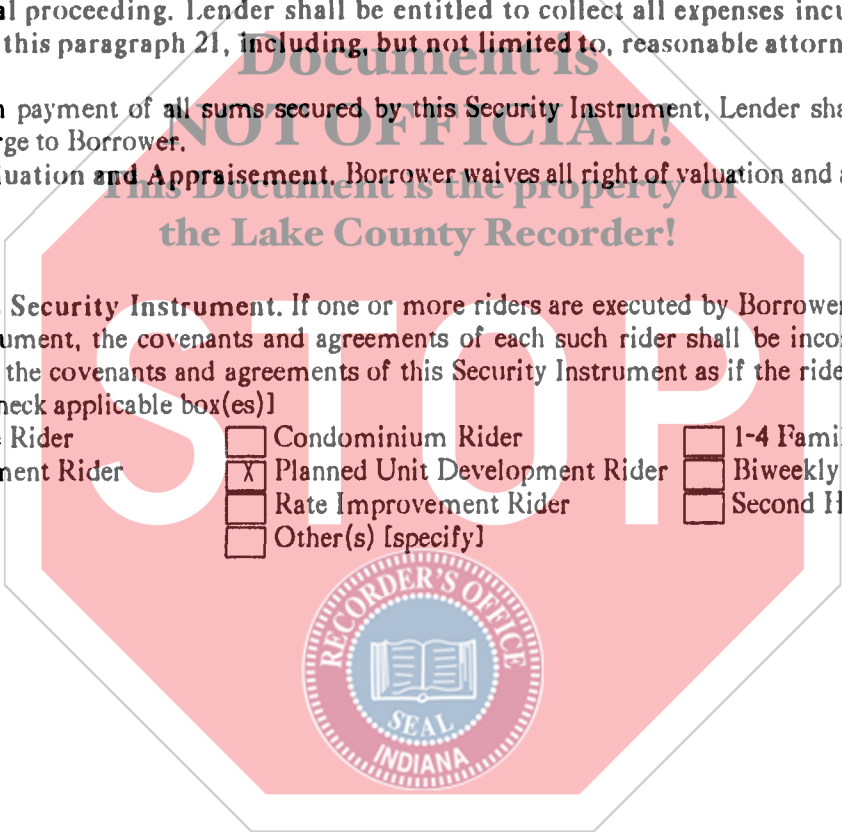 al proceeding. Lender shall be entitled to collect all expenses incu
this paragraph 21, including, but not limited to, reasonable attorn
Document is
payment of all sums secured by this Security Instrument, Lender sha
NOT OFFICIAL!
rge to Borrower.
luation and Appraisement. Borrower waives all right of valuation and a
This Document is the property of
the Lake County Recorder!
Security Instrument. If one or more riders are executed by Borrower
ument, the covenants and agreements of each such rider shall be inco
the covenants and agreements of this Security Instrument as if the ride
heck applicable box(es)]
STOP
Rider Condominium Rider 1-4 Fami
ment Rider X Planned Unit Development Rider Biweekly
Rate Improvement Rider Second H
Other(s) [specify]
RECORDER'S OFFICE
SEAL
INDIANA